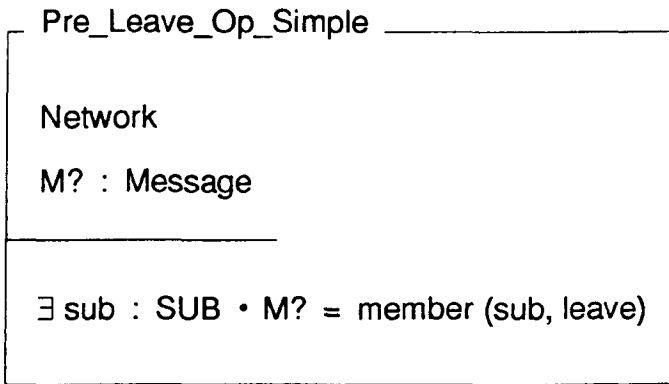 Pre_Leave_Op_Simple
Network
M? : Message
∃ sub : SUB • M? = member (sub, leave)